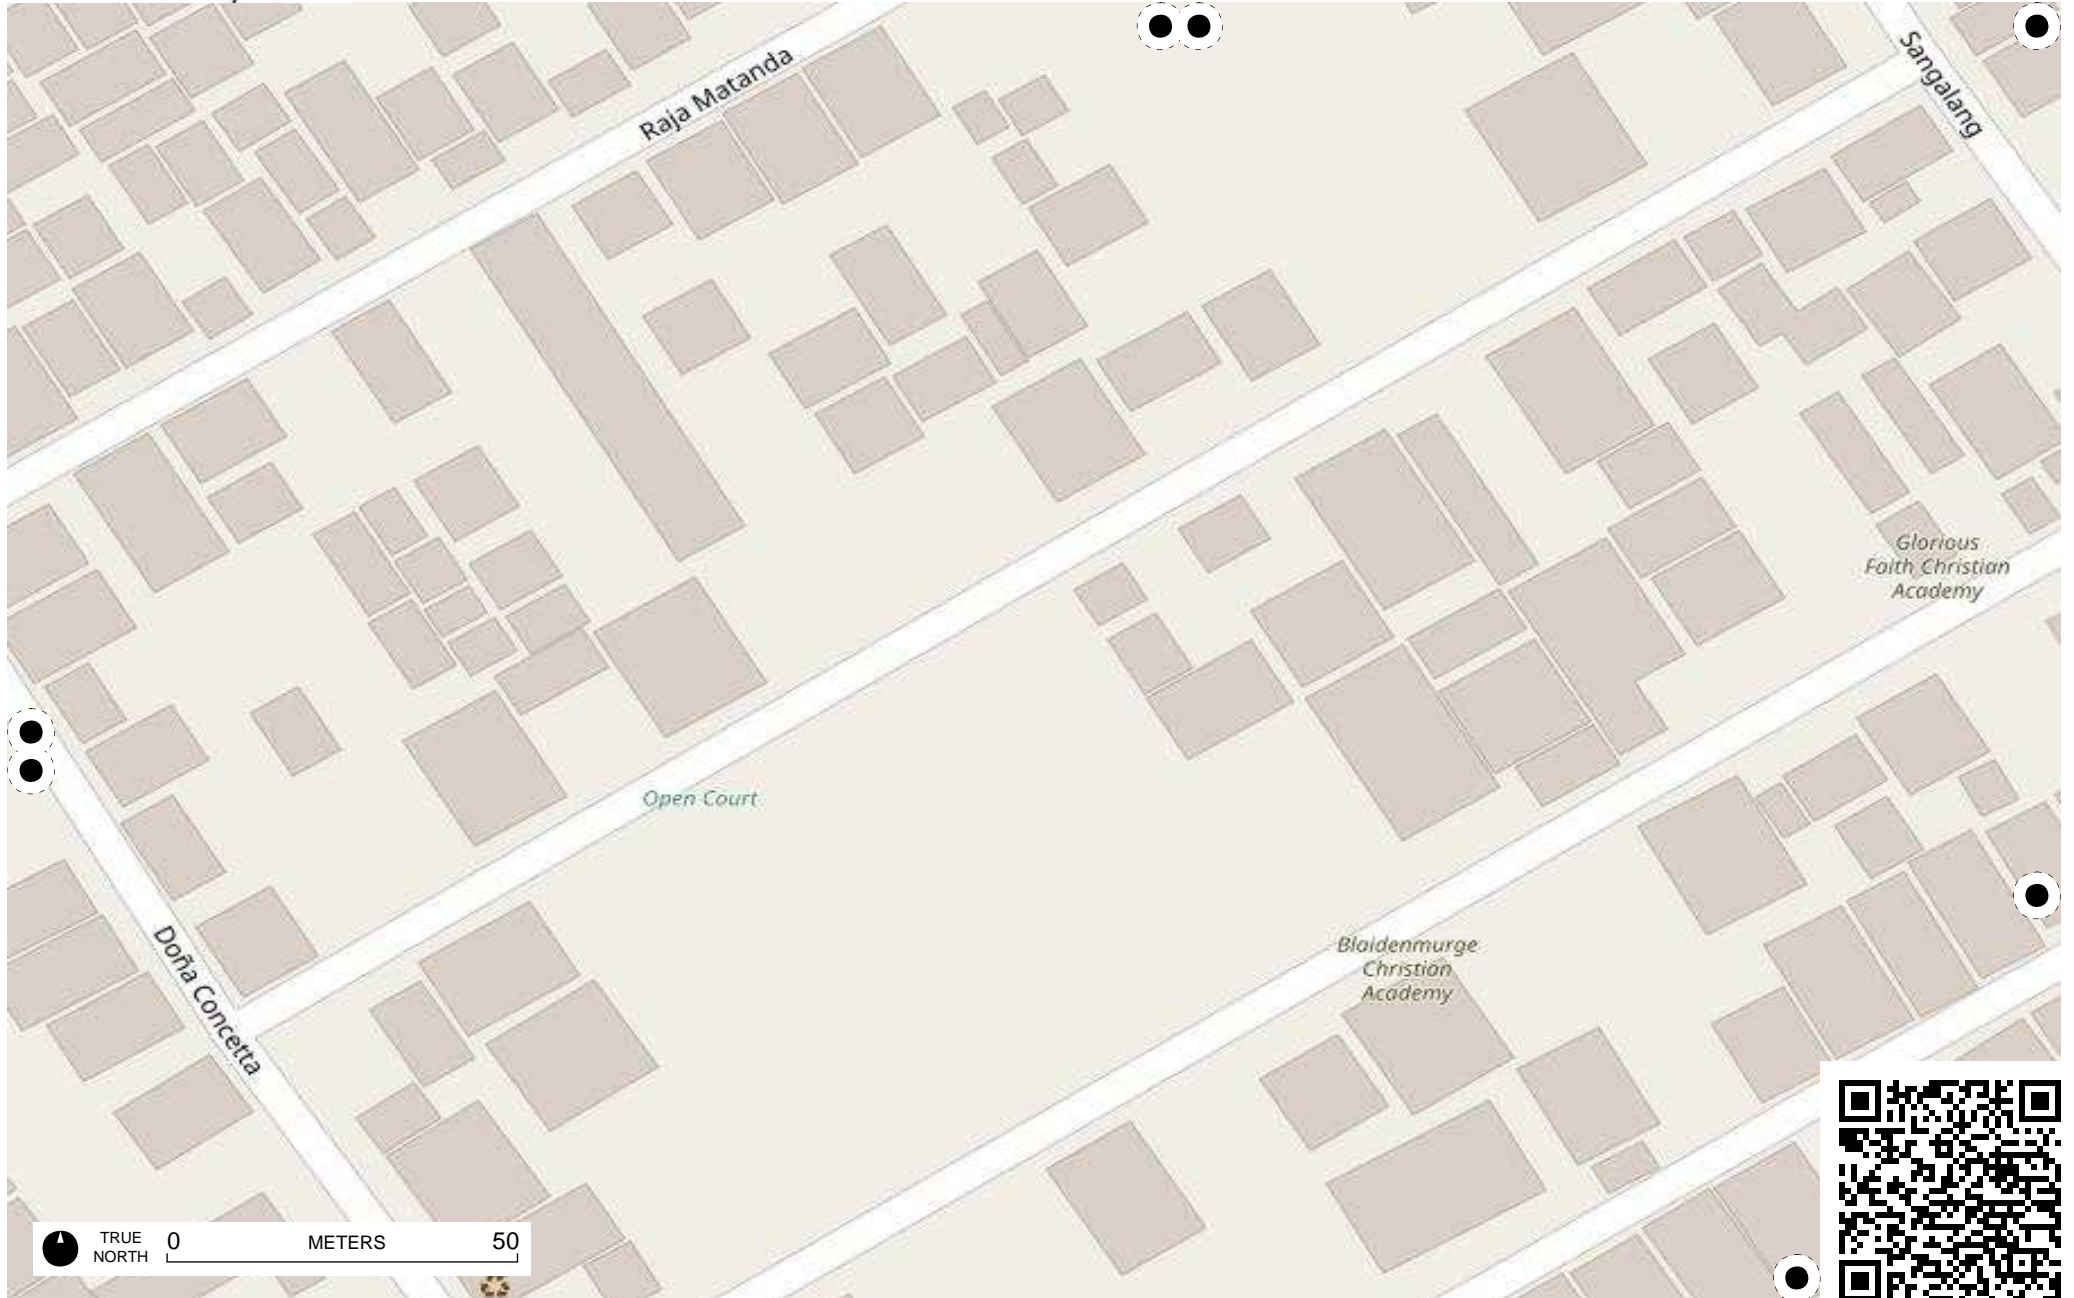 Raja Matanda
Sangalang
Glorious
Faith Christian
Academy
Open Court
Doña Concetta
Blaidenmurge
Christian
Academy
TRUE
NORTH
0 METERS 50